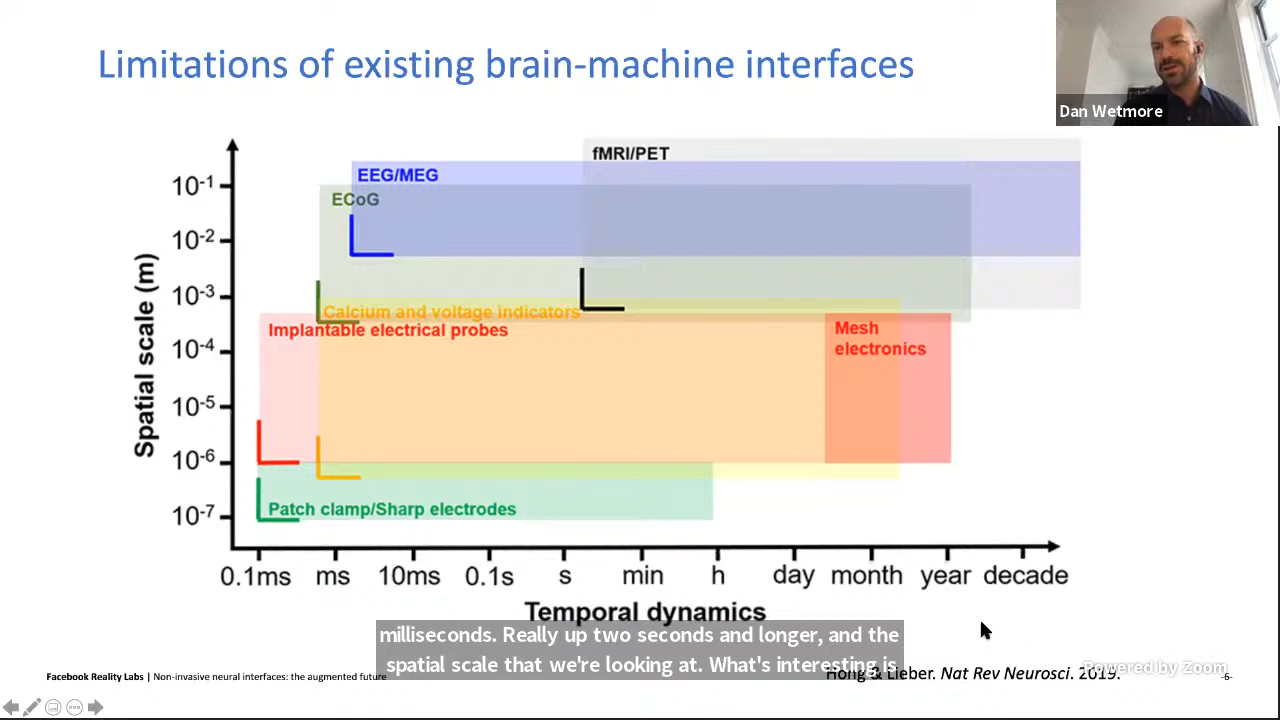 Limitations of existing brain-machine interfaces
Dan Wetmore
fMRI/PET
EEG/MEG
ECoG
Calcium and voltage indicators
Implantable electrical probes
Mesh
electronics
Patch clamp/Sharp electrodes
Spatial scale (m)
10-1
10-2
10-3
10-4
10-5
10-6
10-7
0.1ms ms 10ms 0.1s s min h day month year decade
Temporal dynamics
milliseconds. Really up two seconds and longer, and the
spatial scale that we're looking at. What's interesting is
Facebook Reality Labs | Non-invasive neural interfaces: the augmented future
Hong & Lieber. Nat Rev Neurosci. 2019.
Powered by Zoom
-6-